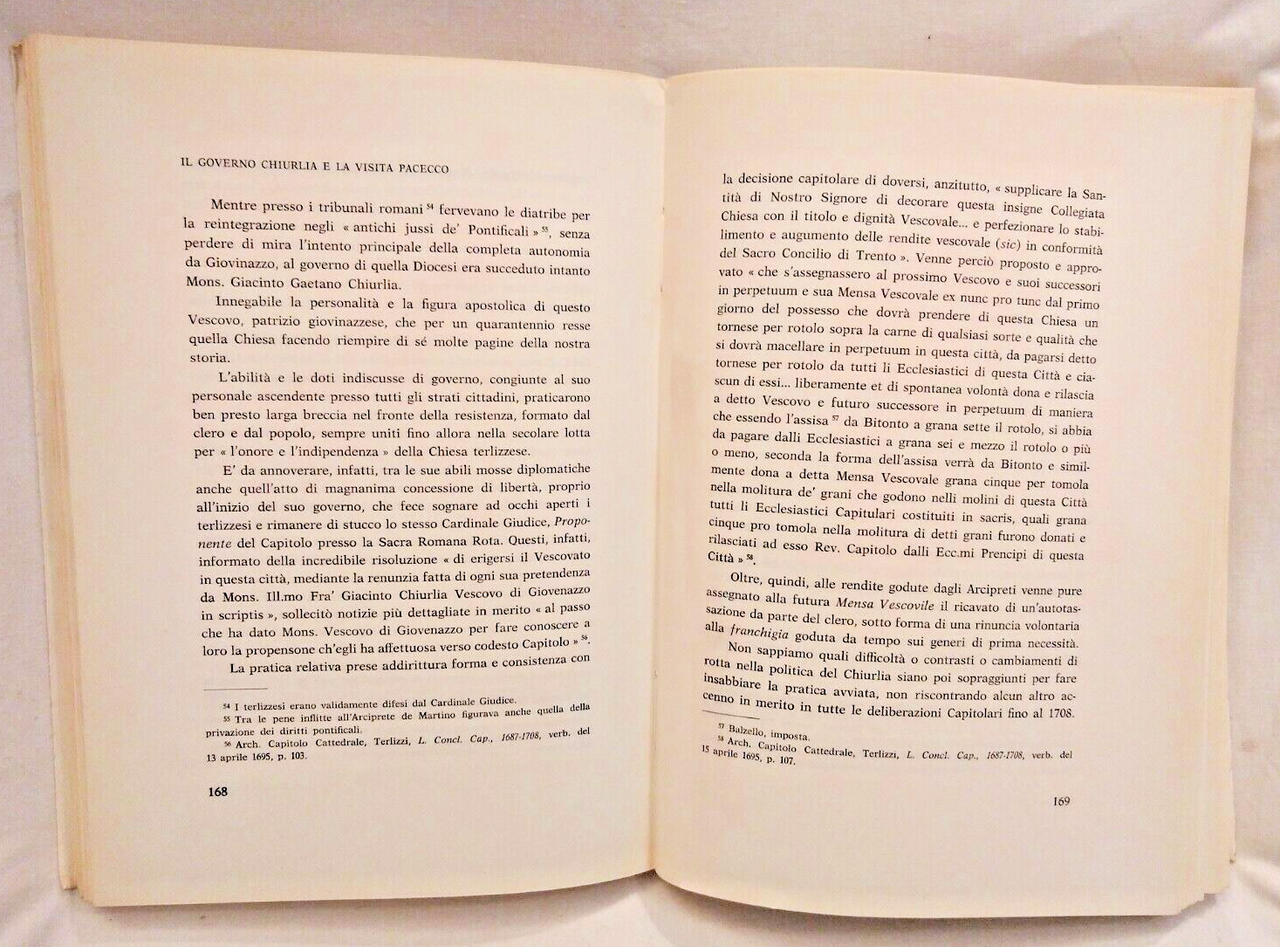 IL GOVERNO CHIURLIA E LA VISITA PACECCO
Mentre presso i tribunali romani 54 fervevano le diatribe per
la reintegrazione negli « antichi jussi de' Pontificali » 55, senza
perdere di mira l'intento principale della completa autonomia
da Giovinazzo, al governo di quella Diocesi era succeduto intanto
Mons. Giacinto Gaetano Chiurlia.
Innegabile la personalità e la figura apostolica di questo
Vescovo, patrizio giovinazzese, che per un quarantennio resse
quella Chiesa facendo riempire di sé molte pagine della nostra
storia.
L'abilità e le doti indiscusse di governo, congiunte al suo
personale ascendente presso tutti gli strati cittadini, praticarono
ben presto larga breccia nel fronte della resistenza, formato dal
clero e dal popolo, sempre uniti fino allora nella secolare lotta
per « l'onore e l'indipendenza » della Chiesa terlizzese.
E' da annoverare, infatti, tra le sue abili mosse diplomatiche
anche quell'atto di magnanima concessione di libertà, proprio
all'inizio del suo governo, che fece sognare ad occhi aperti i
terlizzesi e rimanere di stucco lo stesso Cardinale Giudice, Propo-
nente del Capitolo presso la Sacra Romana Rota. Questi, infatti,
informato della incredibile risoluzione « di erigersi il Vescovato
in questa città, mediante la renunzia fatta di ogni sua pretendenza
da Mons. Ill.mo Fra' Giacinto Chiurlia Vescovo di Giovenazzo
in scriptis », sollecitò notizie più dettagliate in merito « al passo
che ha dato Mons. Vescovo di Giovenazzo per fare conoscere a
loro la propensone ch'egli ha affettuosa verso codesto Capitolo » 56.
La pratica relativa prese addirittura forma e consistenza con
54 I terlizzesi erano validamente difesi dal Cardinale Giudice.
55 Tra le pene inflitte all'Arciprete de Martino figurava anche quella della
privazione dei diritti pontificali.
56 Arch. Capitolo Cattedrale, Terlizzi, L. Concl. Cap., 1687-1708, verb. del
13 aprile 1695, p. 103.
168
la decisione capitolare di doversi, anzitutto, « supplicare la San-
tità di Nostro Signore di decorare questa insigne Collegiata
Chiesa con il titolo e dignità Vescovale... e perfezionare lo stabi-
limento e augumento delle rendite vescovale (sic) in conformità
del Sacro Concilio di Trento ». Venne perciò proposto e appro-
vato « che s'assegnassero al prossimo Vescovo e suoi successori
in perpetuum e sua Mensa Vescovale ex nunc pro tunc dal primo
giorno del possesso che dovrà prendere di questa Chiesa un
tornese per rotolo sopra la carne di qualsiasi sorte e qualità che
si dovrà macellare in perpetuum in questa città, da pagarsi detto
tornese per rotolo da tutti li Ecclesiastici di questa Città e cia-
scun di essi... liberamente et di spontanea volontà dona e rilascia
a detto Vescovo e futuro successore in perpetuum di maniera
che essendo l'assisa 57 da Bitonto a grana sette il rotolo, si abbia
da pagare dalli Ecclesiastici a grana sei e mezzo il rotolo o più
o meno, seconda la forma dell'assisa verrà da Bitonto e simil-
mente dona a detta Mensa Vescovale grana cinque per tomola
nella molitura de' grani che godono nelli molini di questa Città
tutti li Ecclesiastici Capitulari costituiti in sacris, quali grana
cinque pro tomola nella molitura di detti grani furono donati e
rilasciati ad esso Rev. Capitolo dalli Ecc.mi Prencipi di questa
Città » 58.
Oltre, quindi, alle rendite godute dagli Arcipreti venne pure
assegnato alla futura Mensa Vescovile il ricavato di un'autotas-
sazione da parte del clero, sotto forma di una rinuncia volontaria
alla franchigia goduta da tempo sui generi di prima necessità.
Non sappiamo quali difficoltà o contrasti o cambiamenti di
rotta nella politica del Chiurlia siano poi sopraggiunti per fare
insabbiare la pratica avviata, non riscontrando alcun altro ac-
cenno in merito in tutte le deliberazioni Capitolari fino al 1708.
57 Balzello, imposta.
58 Arch. Capitolo Cattedrale, Terlizzi, L. Concl. Cap., 1687-1708, verb. del
15 aprile 1695, p. 107.
169